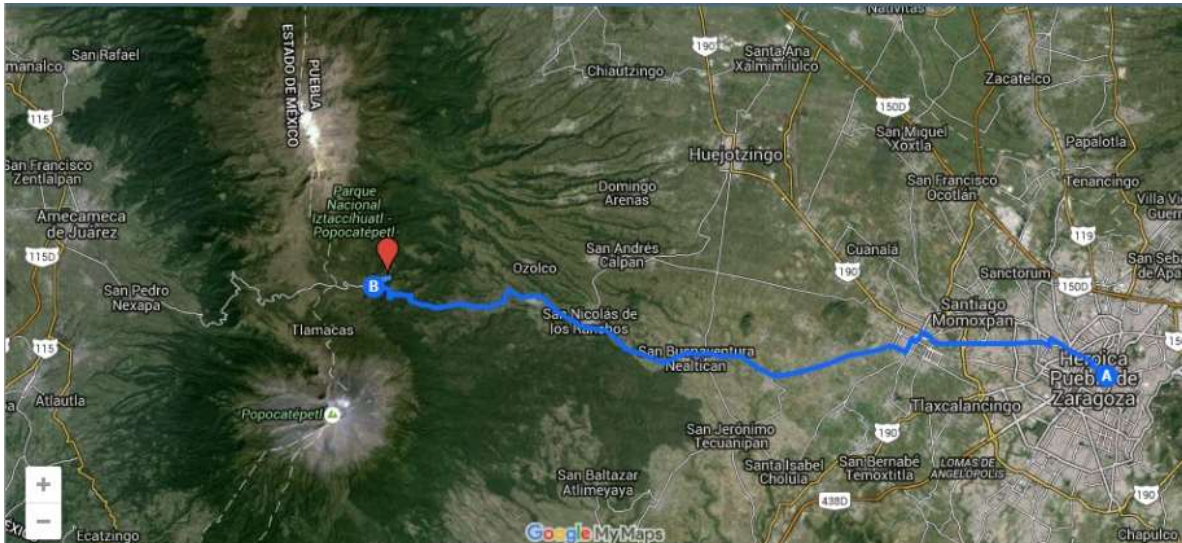 Nativitas
San Rafael
manalco
ESTADO DE MÉXICO
PUEBLA
190
Santa Ana
Xalmimilulco
Chiautzingo
Zacatelco
115
150D
San Miguel
Xoxtla
Papalotla
San Francisco
Zentlalpan
Huejotzingo
Tenancingo
Parque
Nacional
Iztaccihuatl -
Popocatépetl
Domingo
Arenas
San Francisco
Ocotlán
Villa Vi
Guerr
Amecameca
de Juárez
119
115D
San Andrés
Calpan
Cuanalá
San Seba
de Apa
Ozolco
190
Sanctorum
150D
B
San Pedro
Nexapa
San Nicolás de
los Ranchos
Santiago
Momoxpan
Tlamacas
115
150
San Buenaventura
Nealtican
Heroica
Puebla de
Zaragoza
A
Atlautla
Popocatépetl
Tlaxcalancingo
San Jerónimo
Tecuanipan
190
San Baltazar
Atlimeyaya
Santa Isabel
Cholula
San Bernabé
Temoxtitla
LOMAS DE
ANGELÓPOLIS
+
−
438D
190
Ecatzingo
Google MyMaps
Chapulco